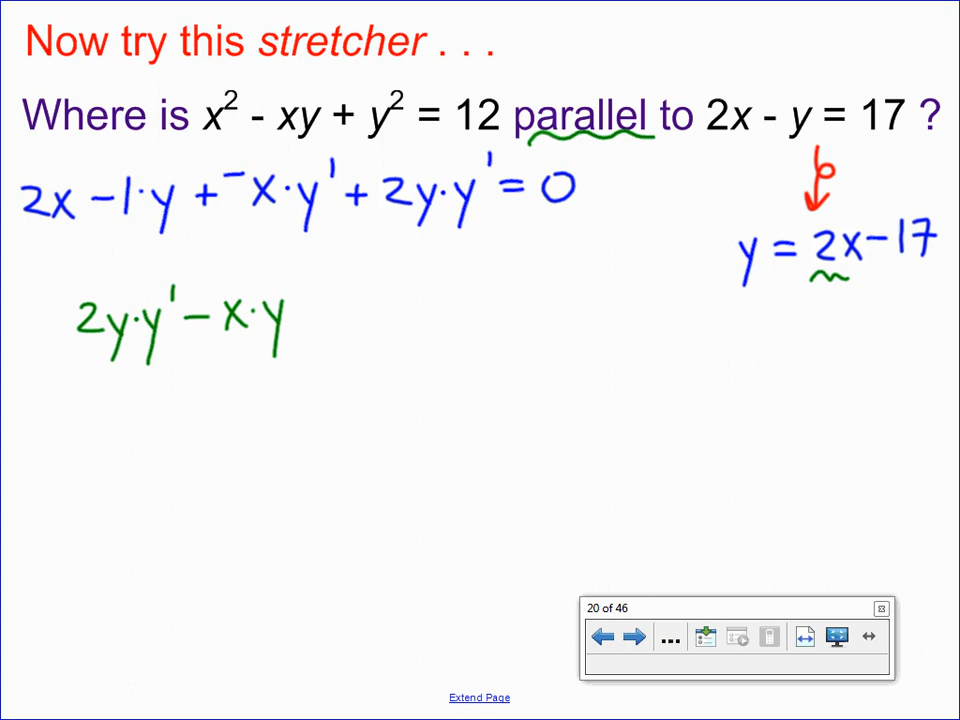 Now try this stretcher . . .
Where is x² - xy + y² = 12 parallel to 2x - y = 17 ?
2x - 1·y + ⁻x·y' + 2y·y' = 0
y = 2x - 17
2y·y' - x·y
20 of 46
...
Extend Page